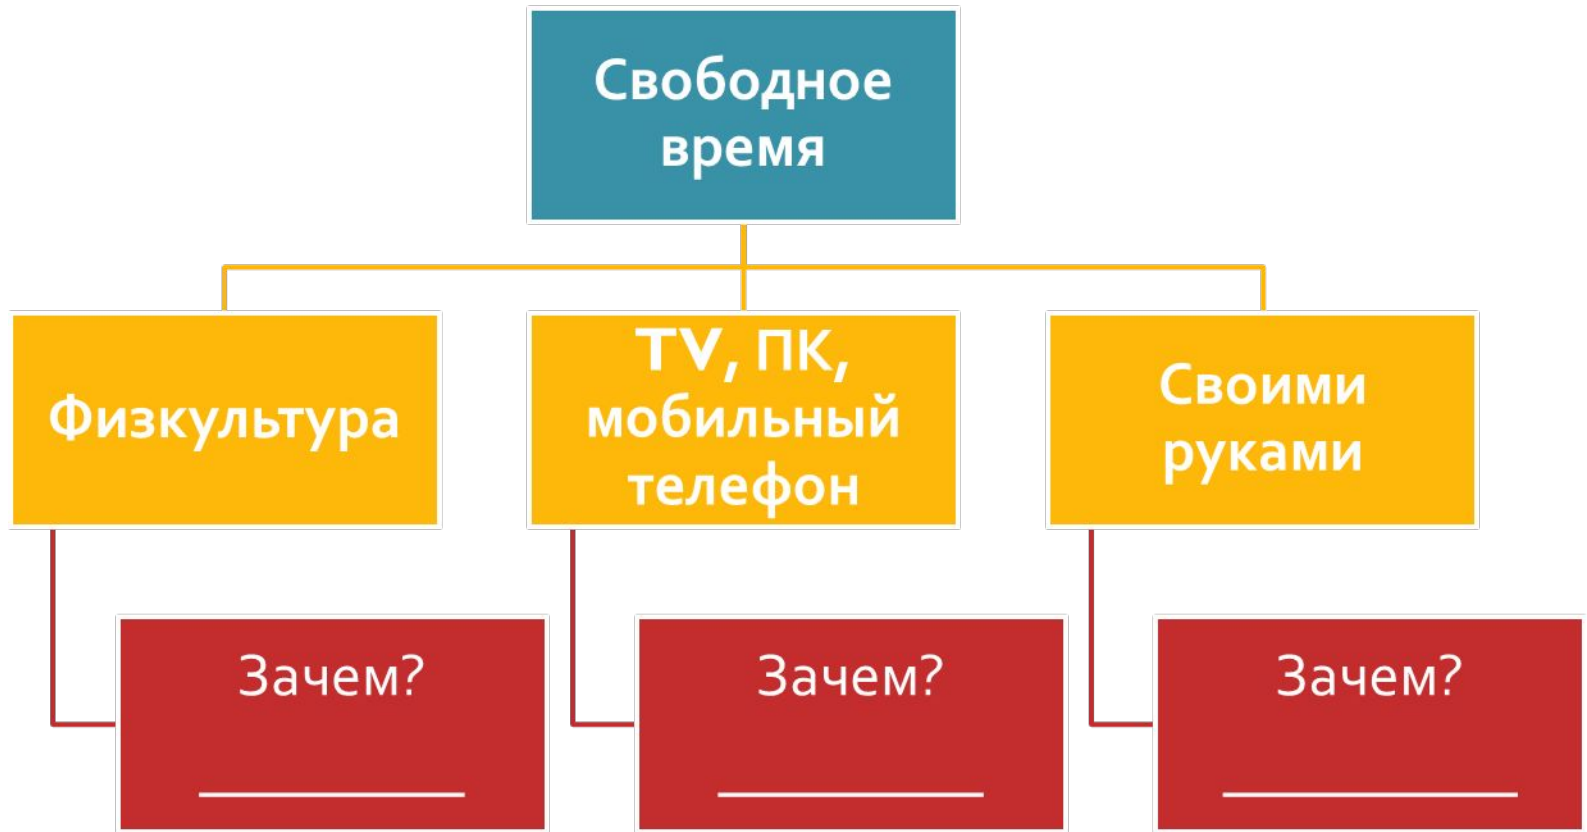 Свободное
время
Физкультура
TV, ПК,
мобильный
телефон
Своими
руками
Зачем?
Зачем?
Зачем?